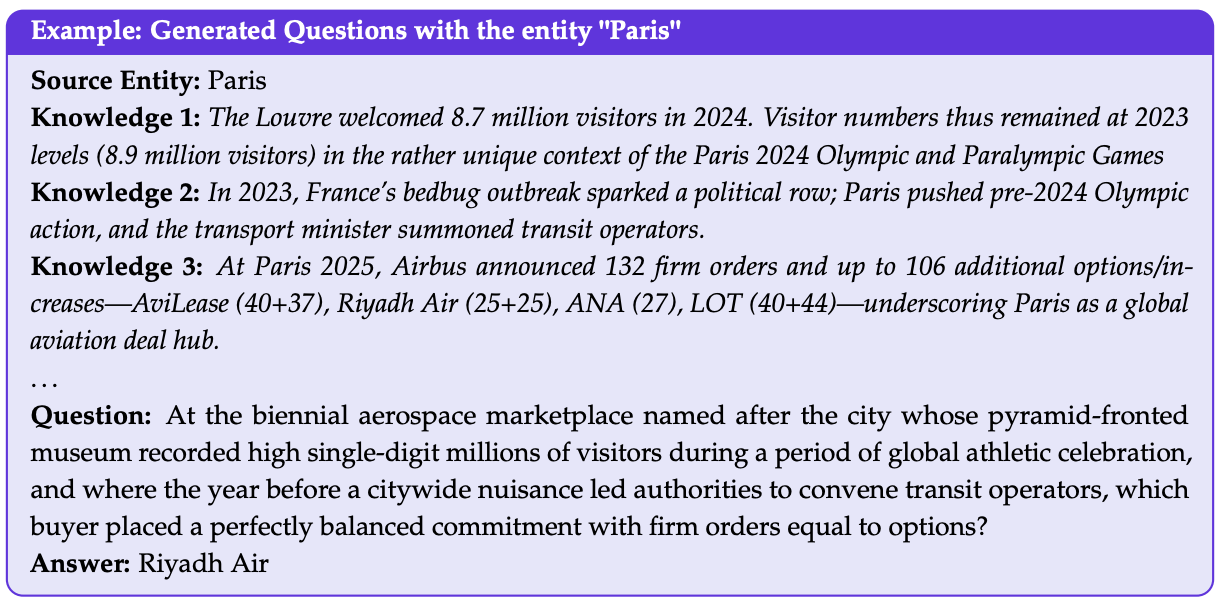 Example: Generated Questions with the entity "Paris"
Source Entity: Paris
Knowledge 1: The Louvre welcomed 8.7 million visitors in 2024. Visitor numbers thus remained at 2023
levels (8.9 million visitors) in the rather unique context of the Paris 2024 Olympic and Paralympic Games
Knowledge 2: In 2023, France’s bedbug outbreak sparked a political row; Paris pushed pre-2024 Olympic
action, and the transport minister summoned transit operators.
Knowledge 3: At Paris 2025, Airbus announced 132 firm orders and up to 106 additional options/in-
creases—AviLease (40+37), Riyadh Air (25+25), ANA (27), LOT (40+44)—underscoring Paris as a global
aviation deal hub.
...
Question: At the biennial aerospace marketplace named after the city whose pyramid-fronted
museum recorded high single-digit millions of visitors during a period of global athletic celebration,
and where the year before a citywide nuisance led authorities to convene transit operators, which
buyer placed a perfectly balanced commitment with firm orders equal to options?
Answer: Riyadh Air